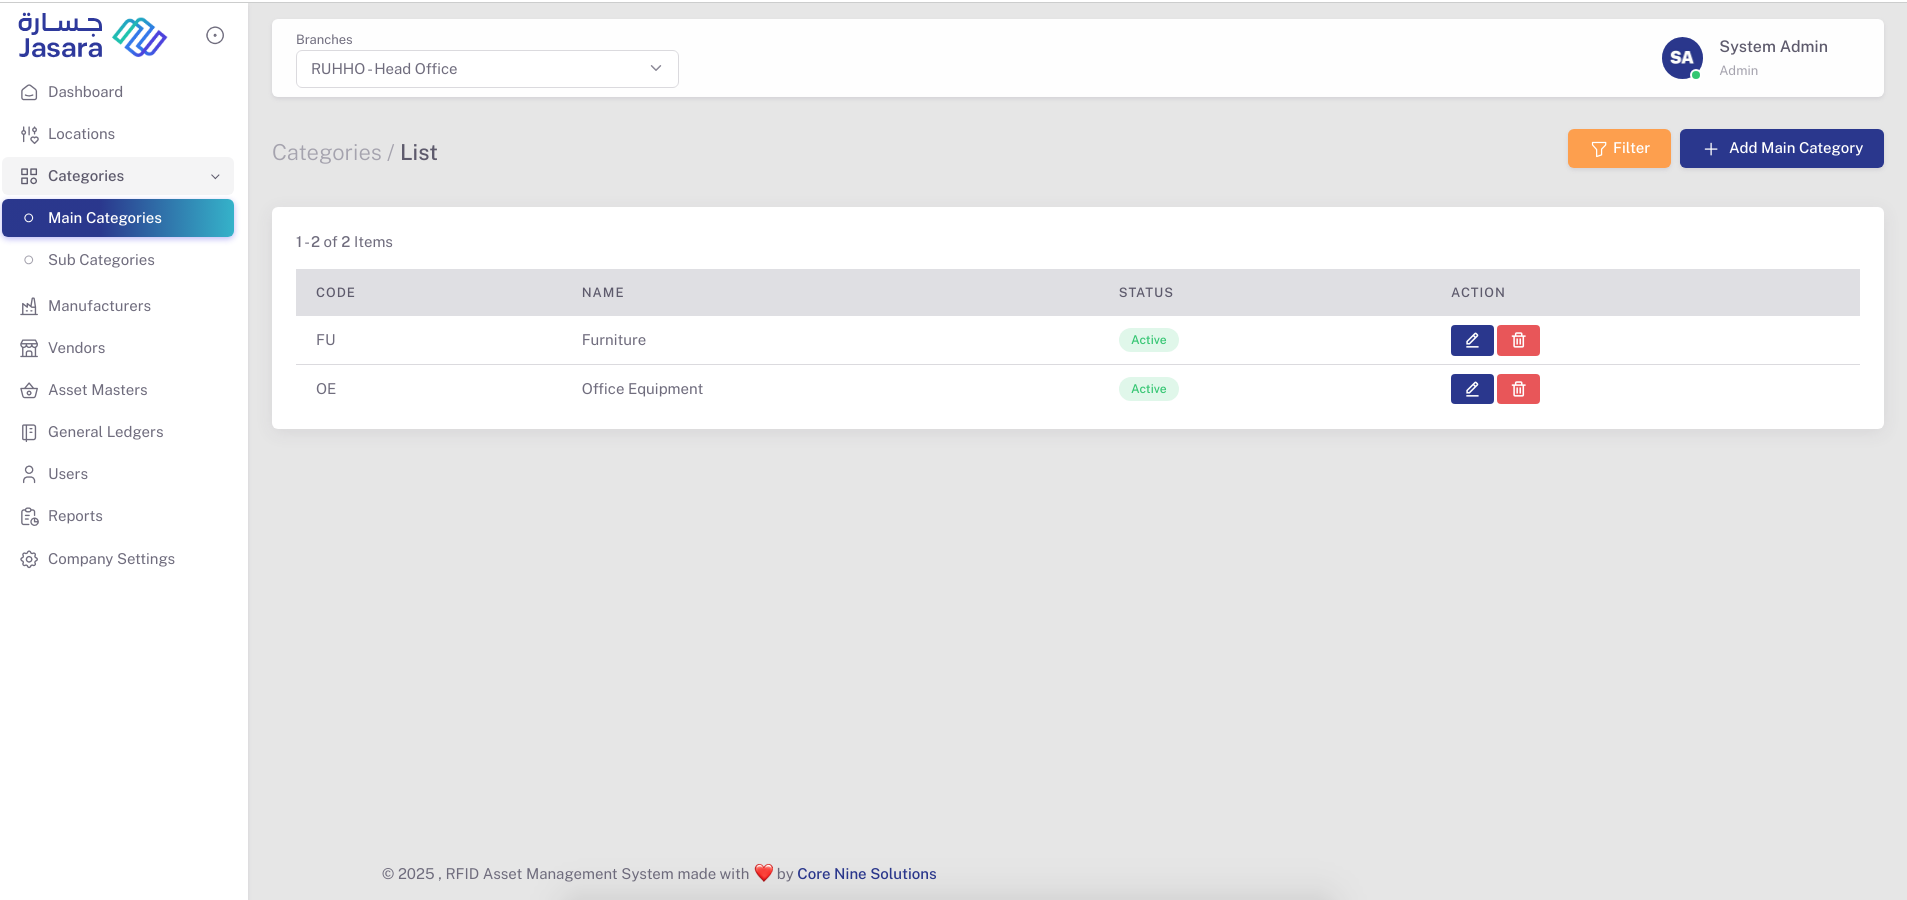 جسارة
Jasara
Dashboard
Locations
Categories
Main Categories
Sub Categories
Manufacturers
Vendors
Asset Masters
General Ledgers
Users
Reports
Company Settings
Branches
RUHHO - Head Office
SA
System Admin
Admin
Categories / List
Filter
Add Main Category
1 - 2 of 2 Items
CODE NAME STATUS ACTION
FU Furniture Active
OE Office Equipment Active
© 2025 , RFID Asset Management System made with ❤️ by Core Nine Solutions